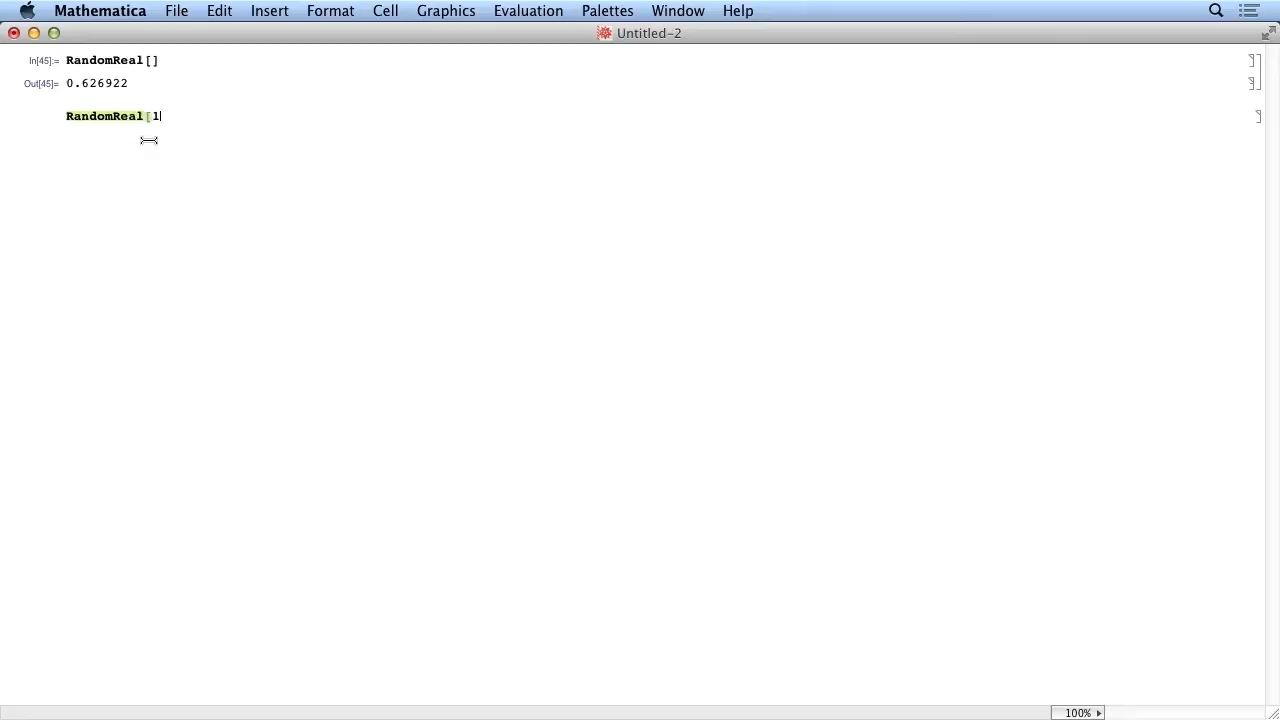 Mathematica File Edit Insert Format Cell Graphics Evaluation Palettes Window Help
Untitled-2
In[45]:= RandomReal[]
Out[45]= 0.626922
RandomReal[1
100%